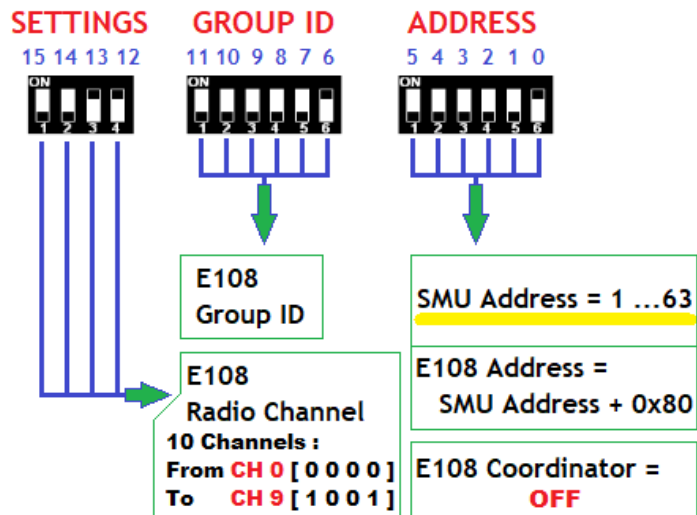 SETTINGS GROUP ID ADDRESS
15 14 13 12 11 10 9 8 7 6 5 4 3 2 1 0
ON ON ON
1 2 3 4 1 2 3 4 5 6 1 2 3 4 5 6
E108
Group ID
SMU Address = 1 ...63
E108 Address =
SMU Address + 0x80
E108
Radio Channel
10 Channels :
From CH 0 [ 0 0 0 0 ]
To CH 9 [ 1 0 0 1 ]
E108 Coordinator =
OFF